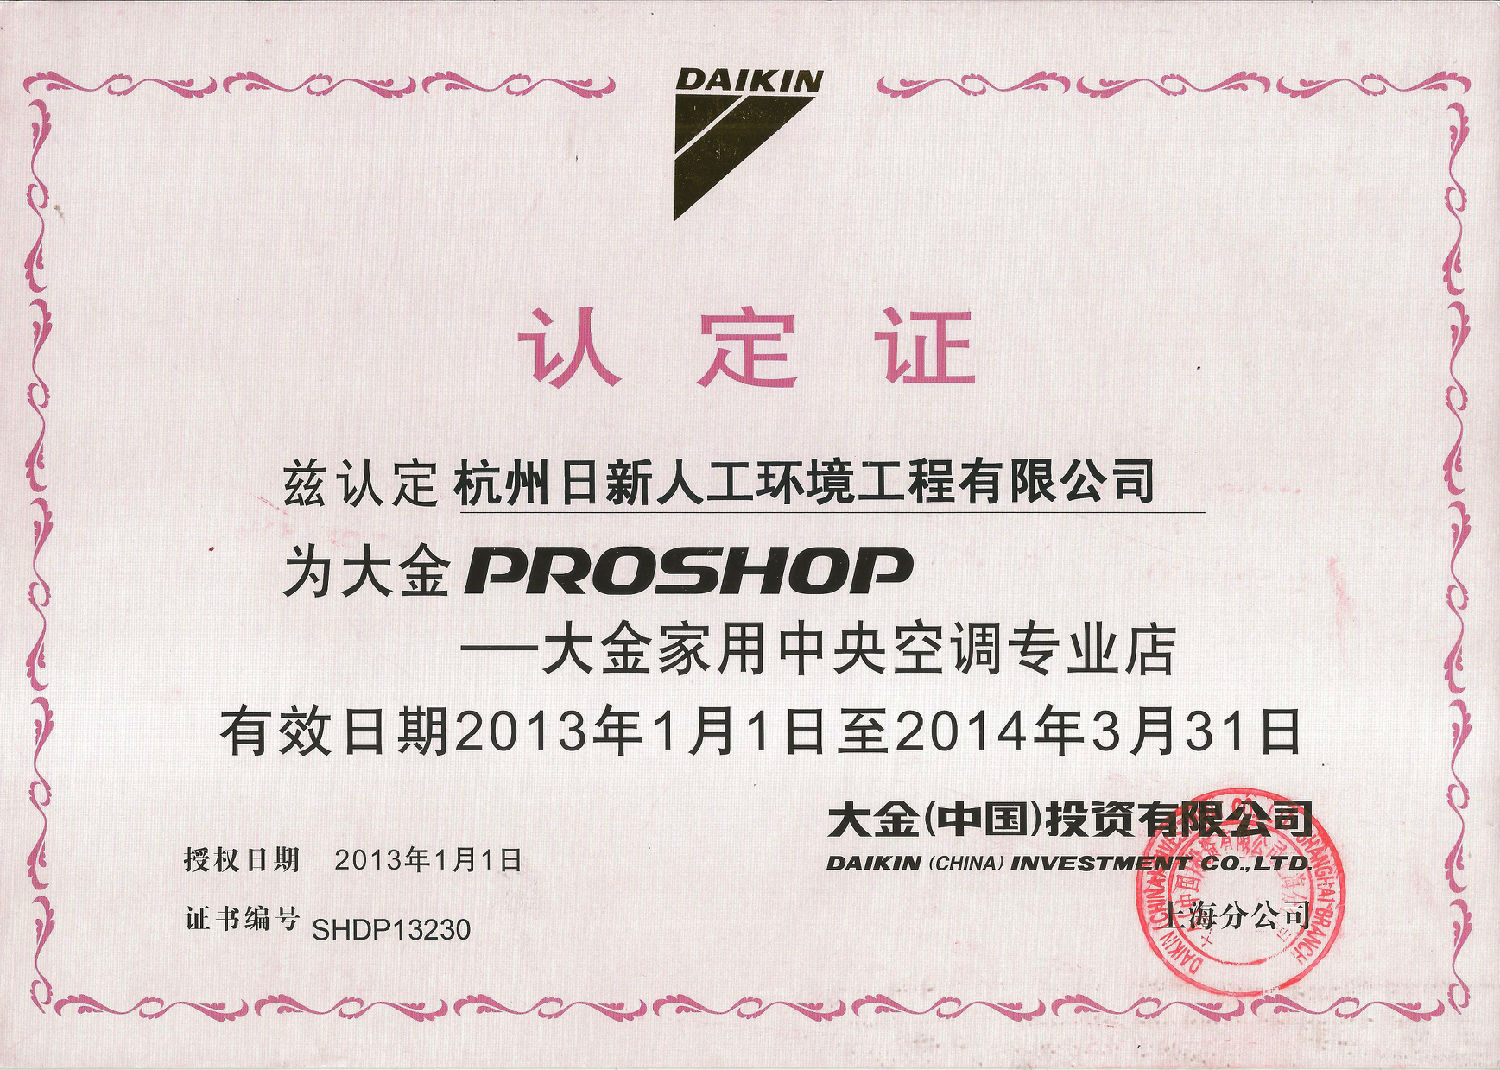 DAIKIN
认定证
兹认定 杭州日新人工环境工程有限公司
为大金PROSHOP
——大金家用中央空调专业店
有效日期2013年1月1日至2014年3月31日
大金(中国)投资有限公司
DAIKIN (CHINA) INVESTMENT CO.,LTD.
上海分公司
授权日期 2013年1月1日
证书编号 SHDP13230